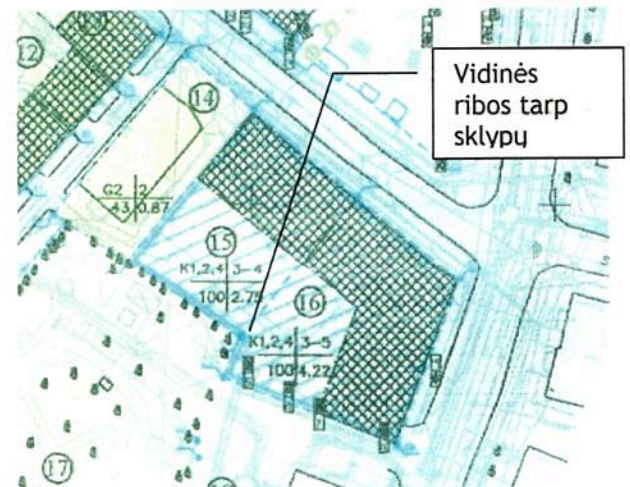 Vidinės
ribos tarp
sklypų
12
14
G2 2
43 0.87
15
K1,2,4 3-4
100 2.75
16
K1,2,4 3-5
100 4.22
17